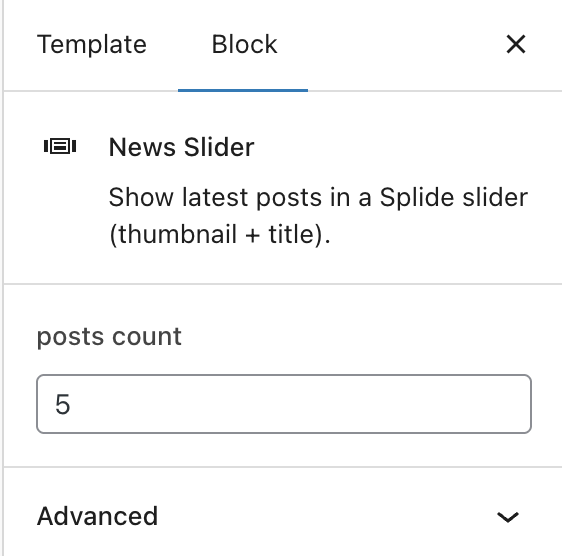 Template Block
News Slider
Show latest posts in a Splide slider
(thumbnail + title).
posts count
5
Advanced